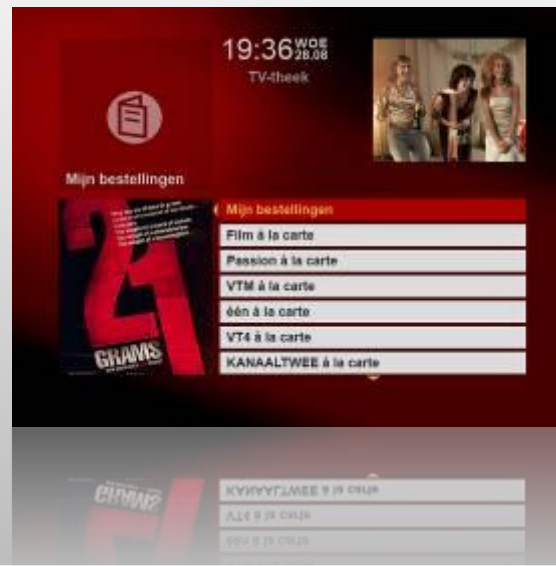 19:36 WOE 28.08
TV-theek
Mijn bestellingen
Mijn bestellingen
Film à la carte
Passion à la carte
VTM à la carte
één à la carte
VT4 à la carte
KANAALTWEE à la carte
21
GRAMS